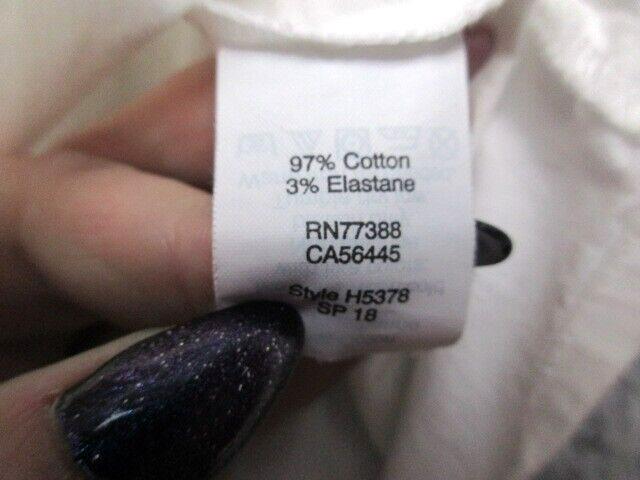 97% Cotton
3% Elastane
RN77388
CA56445
Style H5378
SP 18